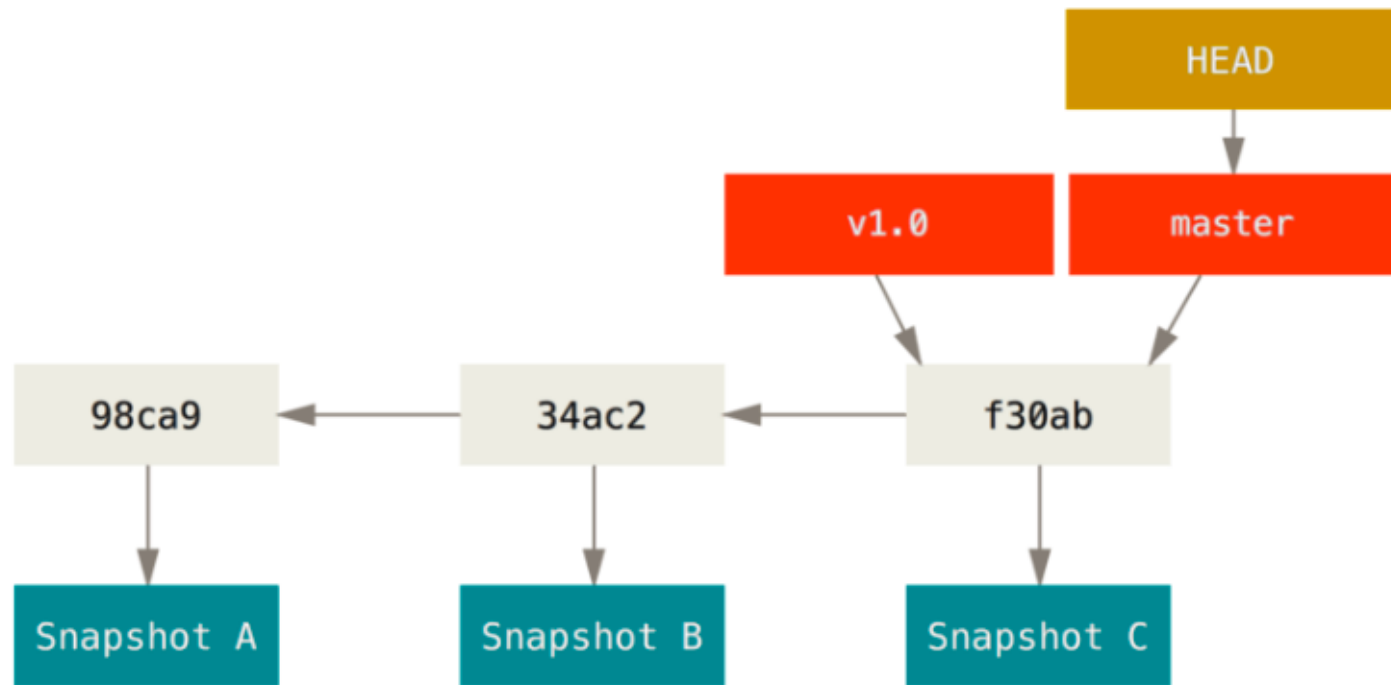 HEAD
v1.0
master
98ca9
34ac2
f30ab
Snapshot A
Snapshot B
Snapshot C